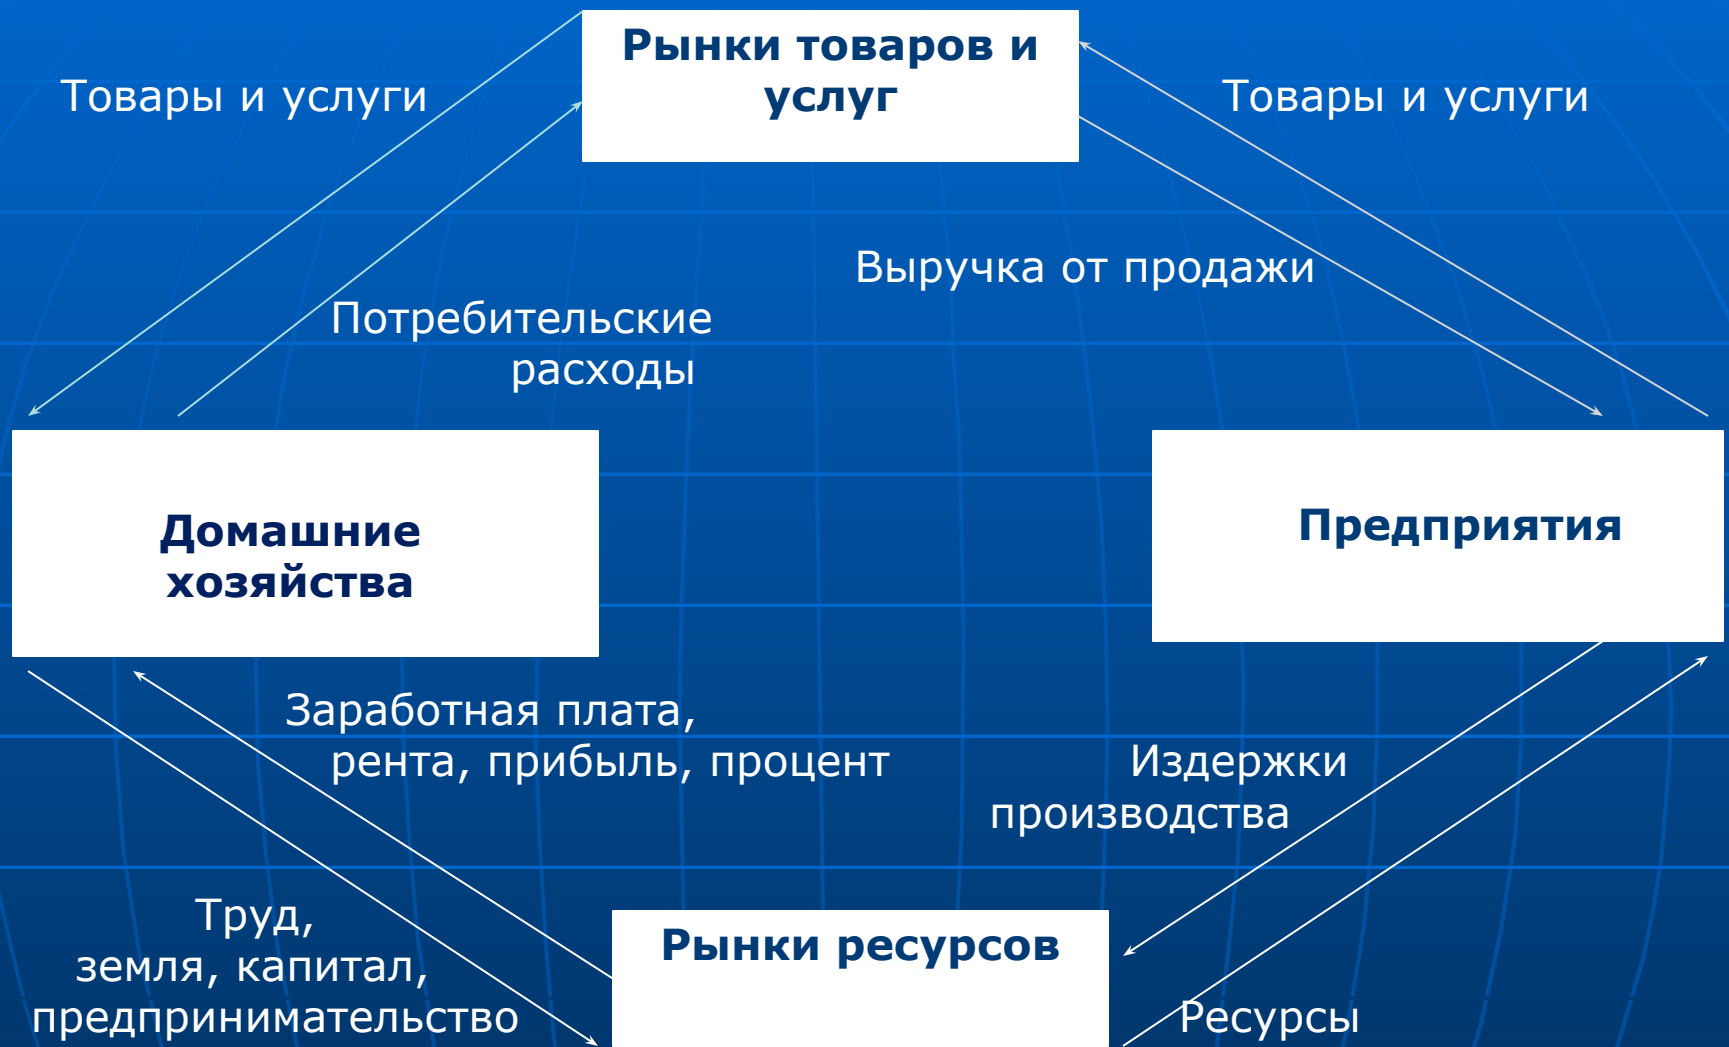 Рынки товаров и
услуг
Товары и услуги
Товары и услуги
Выручка от продажи
Потребительские
расходы
Домашние
хозяйства
Предприятия
Заработная плата,
рента, прибыль, процент
Издержки
производства
Труд,
земля, капитал,
предпринимательство
Рынки ресурсов
Ресурсы